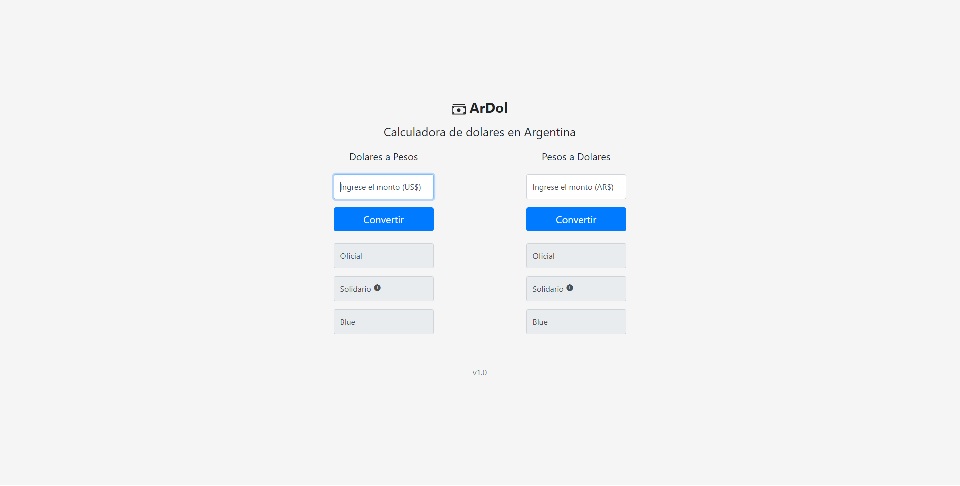 ArDol
Calculadora de dolares en Argentina
Dolares a Pesos
Ingrese el monto (US$)
Convertir
Oficial
Solidario
Blue
Pesos a Dolares
Ingrese el monto (AR$)
Convertir
Oficial
Solidario
Blue
v1.0